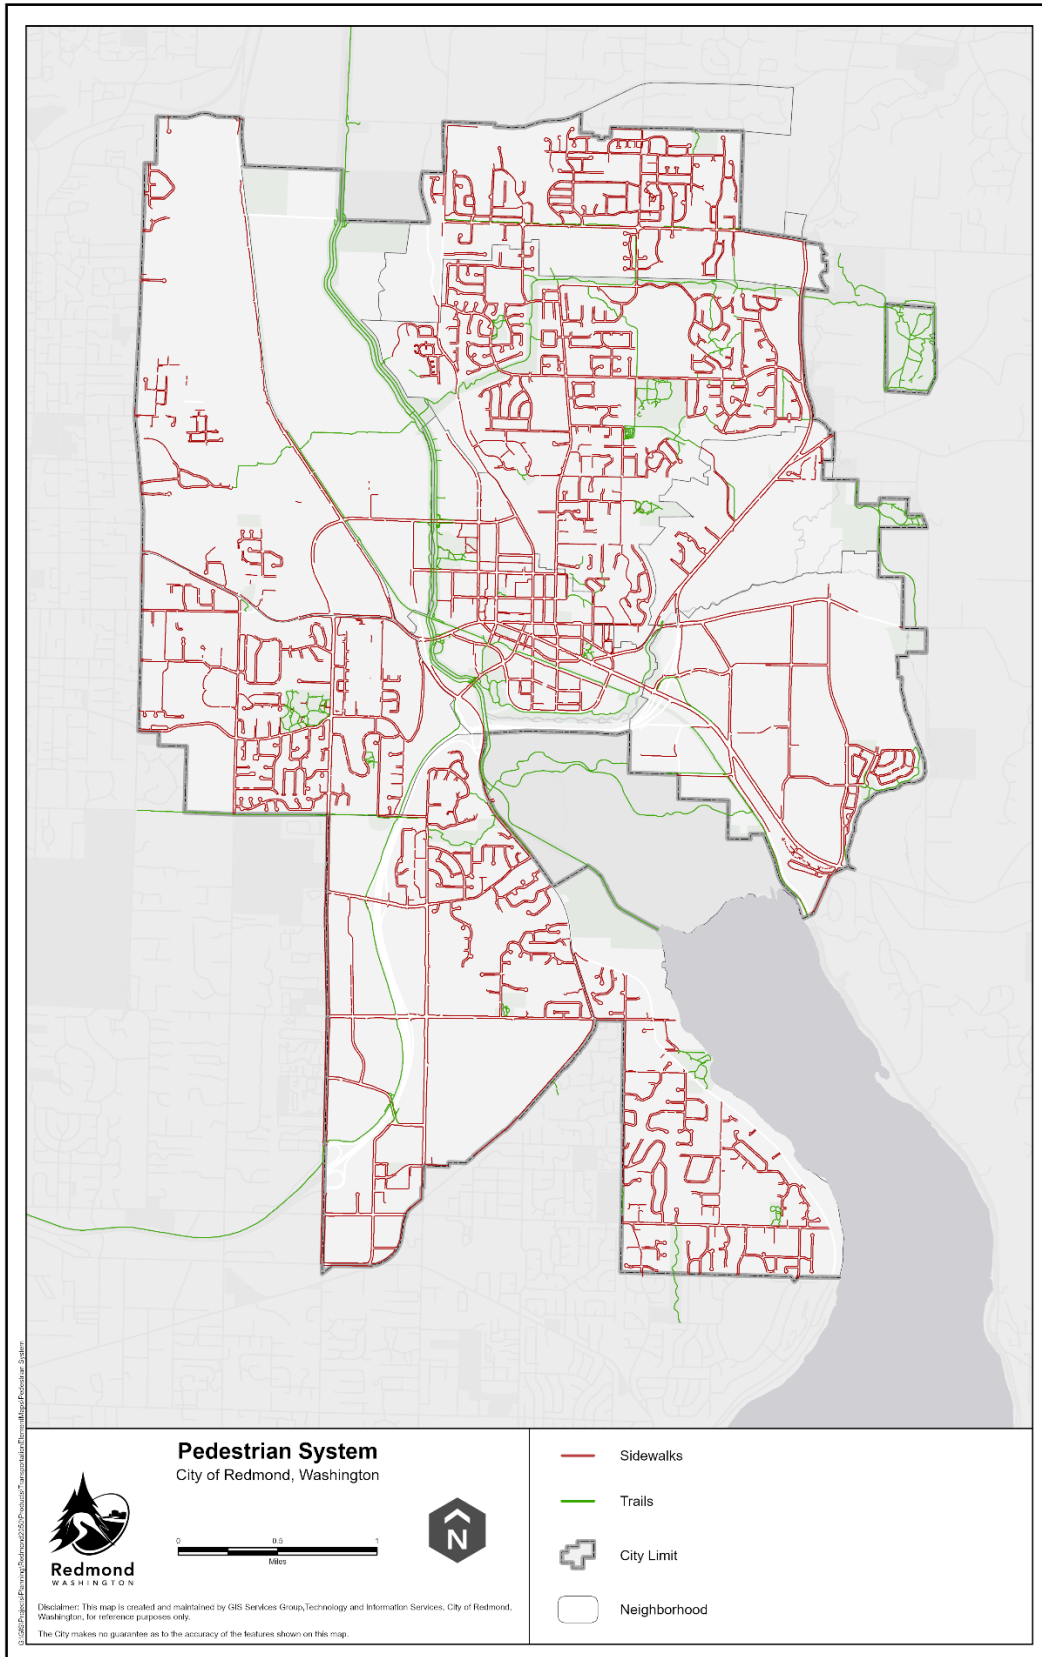 Pedestrian System
City of Redmond, Washington
0 0.5 1
Miles
N
Redmond
WASHINGTON
Disclaimer: This map is created and maintained by GIS Services Group,Technology and Information Services, City of Redmond,
Washington, for reference purposes only.
The City makes no guarantee as to the accuracy of the features shown on this map.
Sidewalks
Trails
City Limit
Neighborhood